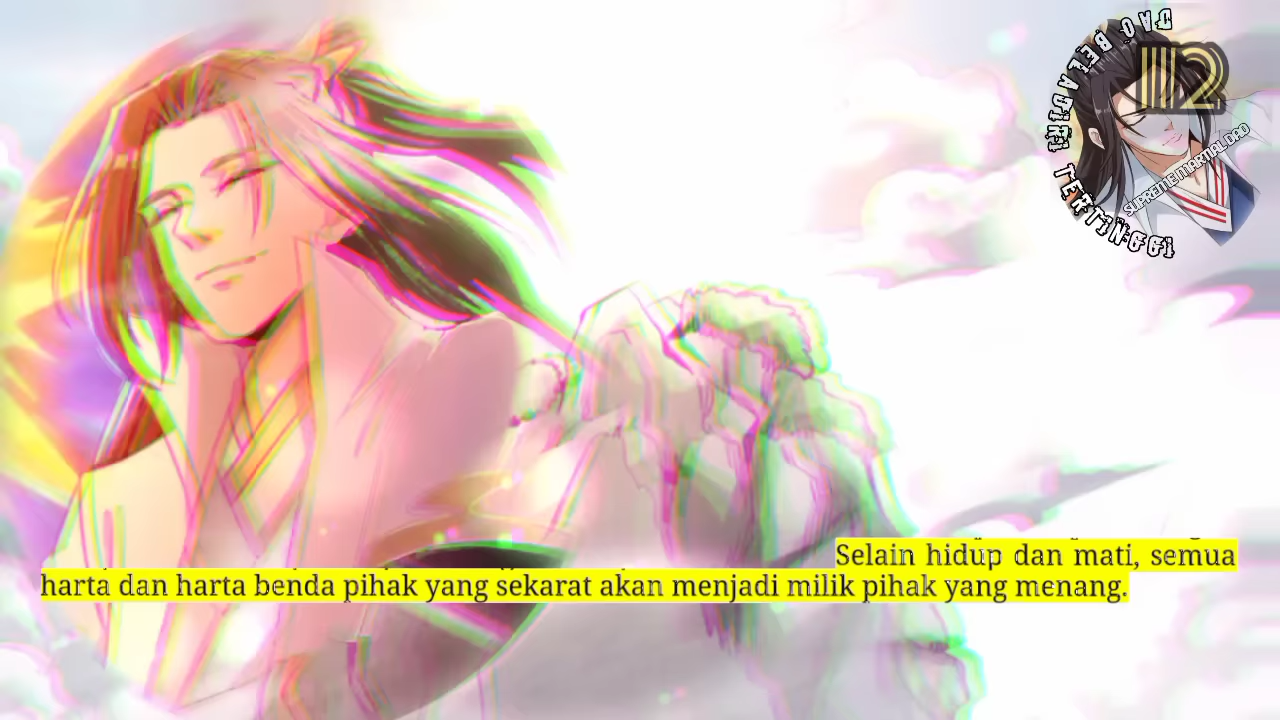 DAO BELADIRI TERTINGGI
112
SUPREME MARTIAL DAO
Selain hidup dan mati, semua
harta dan harta benda pihak yang sekarat akan menjadi milik pihak yang menang.